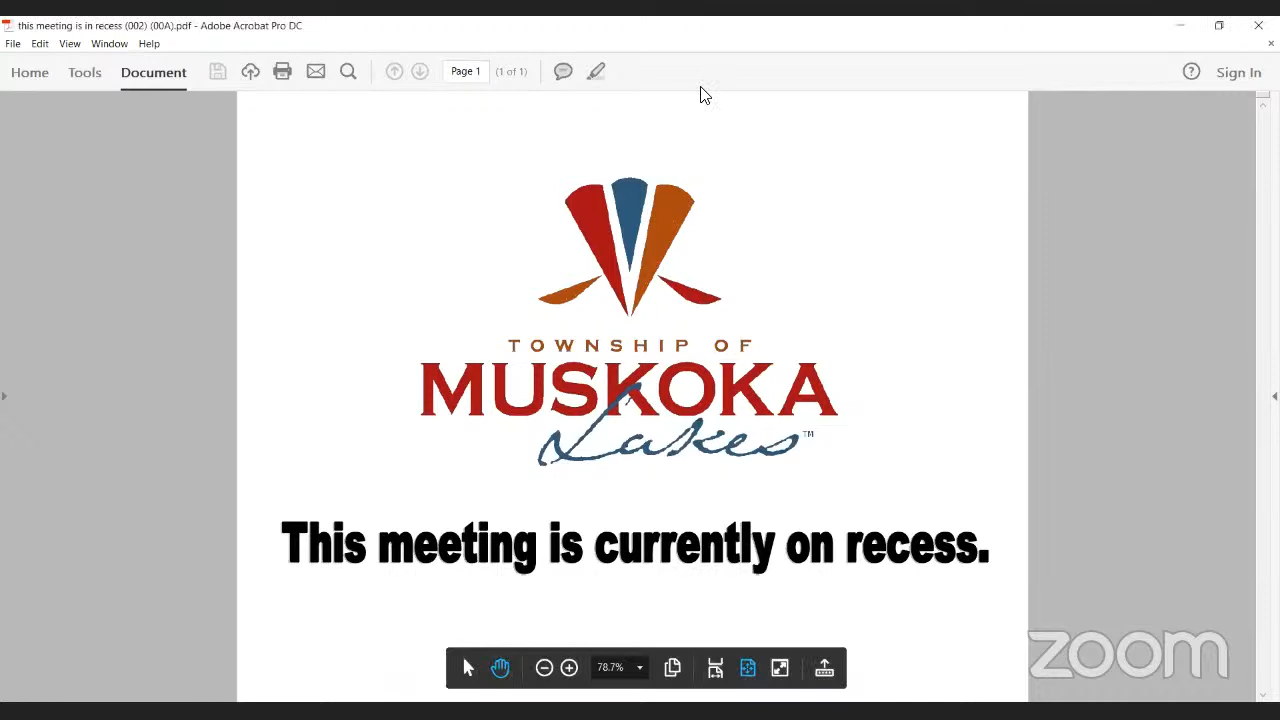 this meeting is in recess (002) (00A).pdf - Adobe Acrobat Pro DC
File Edit View Window Help
Home Tools Document Page 1 (1 of 1) Sign In
TOWNSHIP OF
MUSKOKA
Lakes™
This meeting is currently on recess.
78.7%
zoom